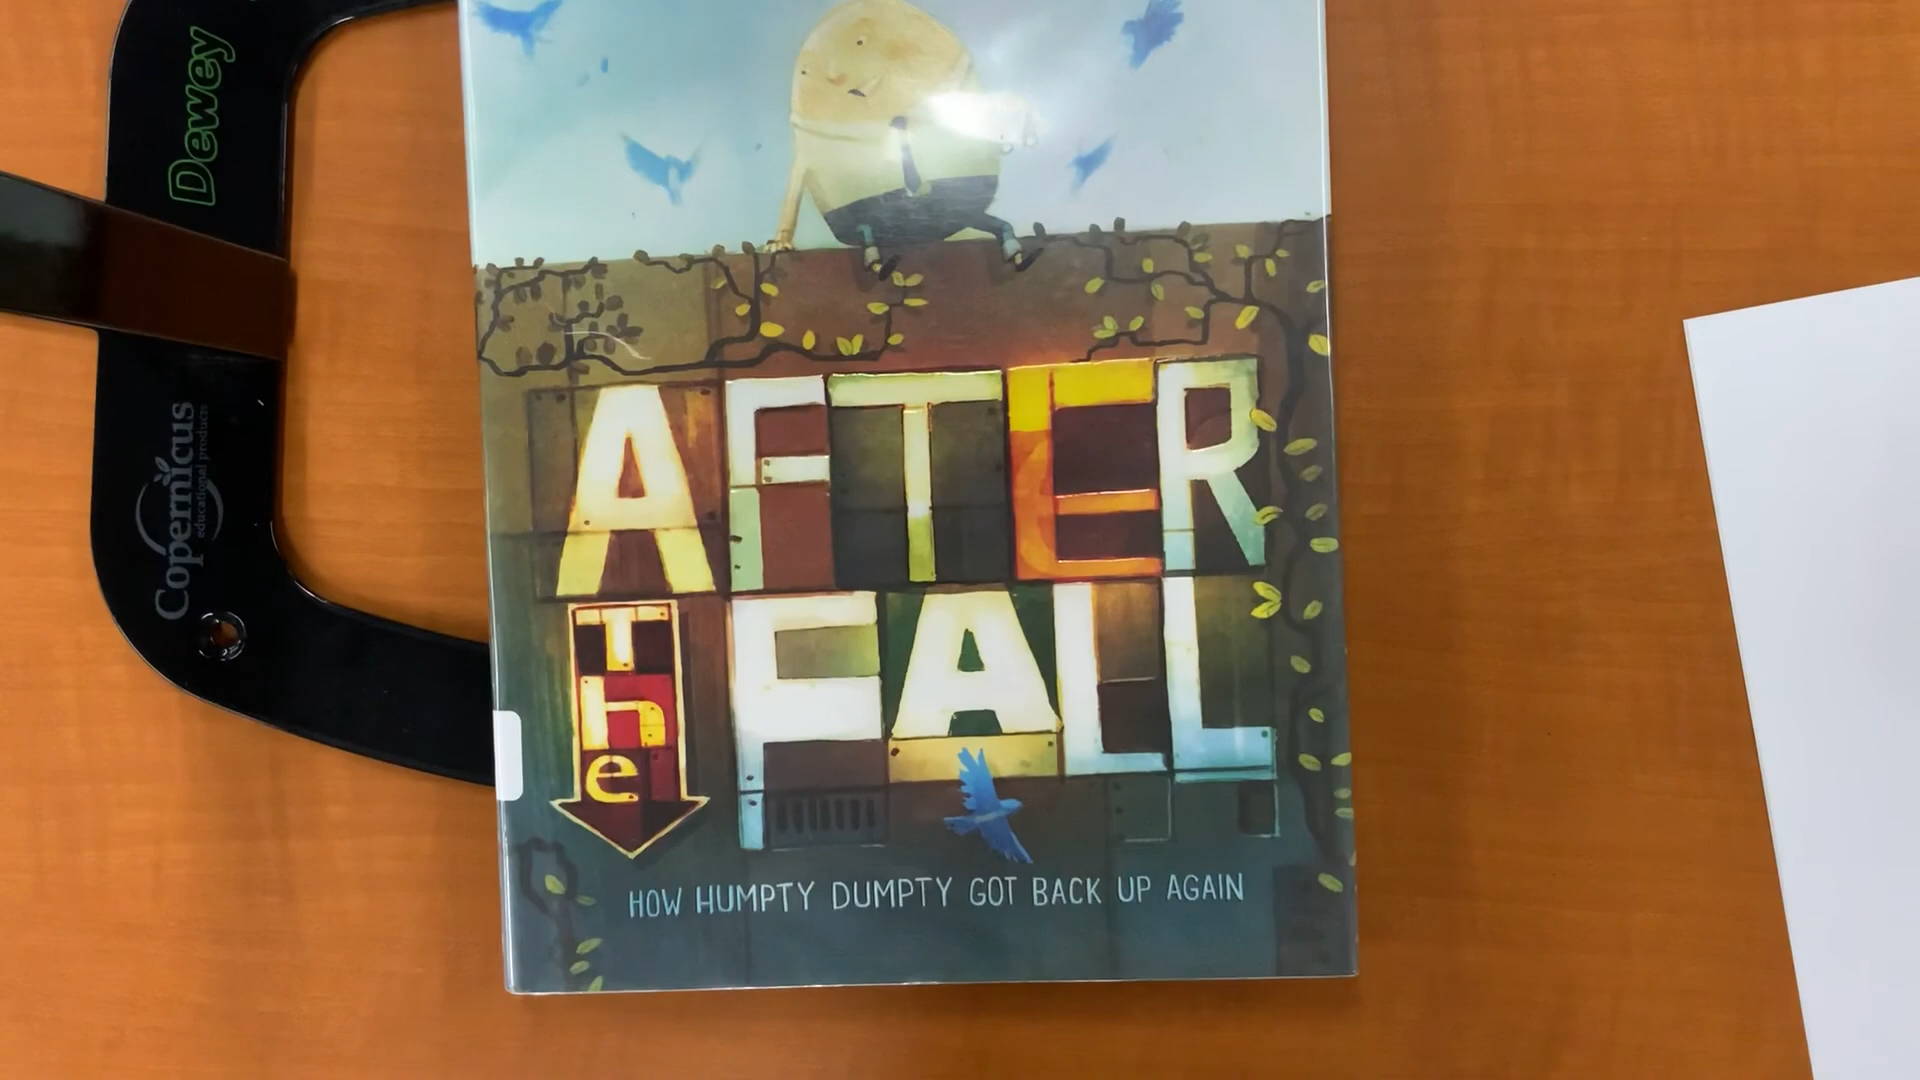 Dewey
Copernicus
educational products
AFTER
The
FALL
HOW HUMPTY DUMPTY GOT BACK UP AGAIN